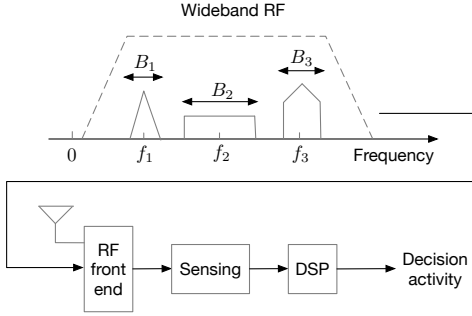 Wideband RF
B₁
B₂
B₃
0
f₁
f₂
f₃
Frequency
RF
front
end
Sensing
DSP
Decision
activity